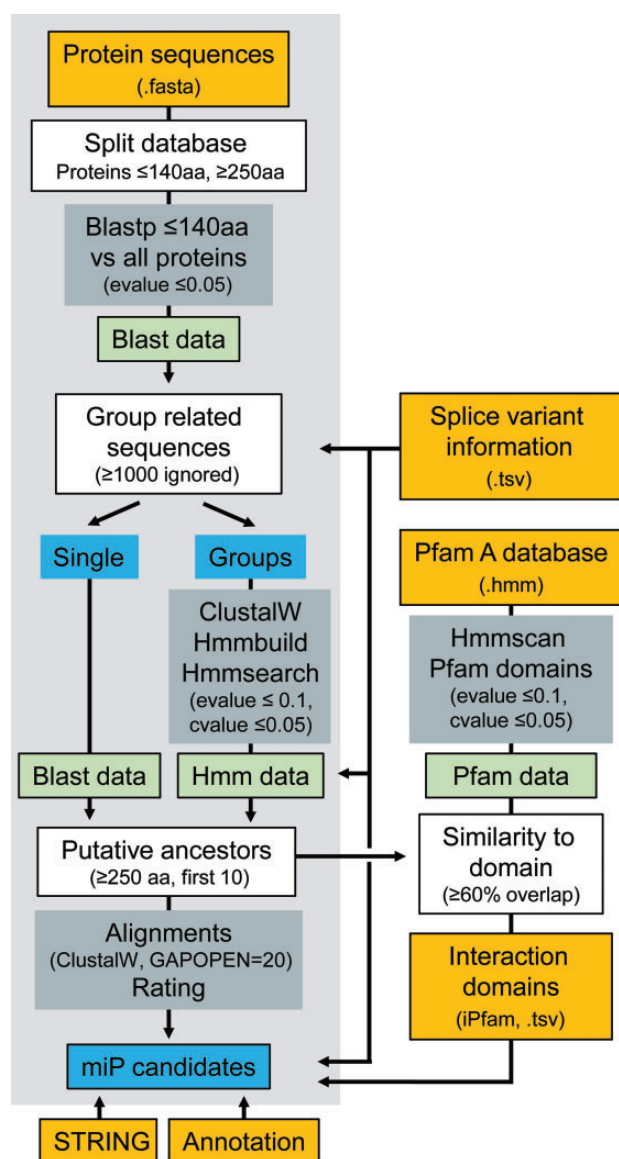 Protein sequences
(.fasta)
Split database
Proteins ≤140aa, ≥250aa
Blastp ≤140aa
vs all proteins
(evalue ≤0.05)
Blast data
Group related
sequences
(≥1000 ignored)
Splice variant
information
(.tsv)
Single
Groups
Pfam A database
(.hmm)
ClustalW
Hmmbuild
Hmmsearch
(evalue ≤ 0.1,
cvalue ≤0.05)
Hmmscan
Pfam domains
(evalue ≤0.1,
cvalue ≤0.05)
Blast data
Hmm data
Pfam data
Putative ancestors
(≥250 aa, first 10)
Similarity to
domain
(≥60% overlap)
Alignments
(ClustalW, GAPOPEN=20)
Rating
Interaction
domains
(iPfam, .tsv)
miP candidates
STRING
Annotation